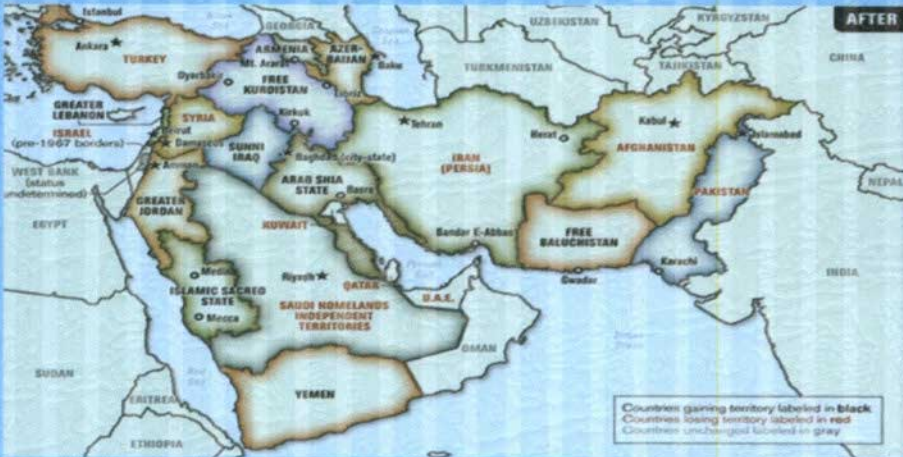 AFTER
Istanbul
GEORGIA
UZBEKISTAN
KYRGYZSTAN
Ankara
TURKEY
ARMENIA
Mt. Ararat
AZER-
BAIJAN
Baku
TURKMENISTAN
TAJIKISTAN
CHINA
Diyarbakir
FREE
KURDISTAN
Tabriz
GREATER
LEBANON
SYRIA
Kirkuk
Tehran
Herat
Kabul
Islamabad
ISRAEL
(pre-1967 borders)
Beirut
Damascus
SUNNI
IRAQ
Baghdad (city-state)
IRAN
(PERSIA)
AFGHANISTAN
WEST BANK
(status
undetermined)
Amman
ARAB SHIA
STATE
Basra
PAKISTAN
NEPAL
GREATER
JORDAN
EGYPT
KUWAIT
Bandar E-Abbas
FREE
BALUCHISTAN
Karachi
Gwadar
INDIA
Medina
ISLAMIC SACRED
STATE
Mecca
Riyadh
QATAR
U.A.E.
SAUDI HOMELANDS
INDEPENDENT
TERRITORIES
OMAN
SUDAN
Red
Sea
ERITREA
YEMEN
ETHIOPIA
Countries gaining territory labeled in black
Countries losing territory labeled in red
Countries unchanged labeled in gray